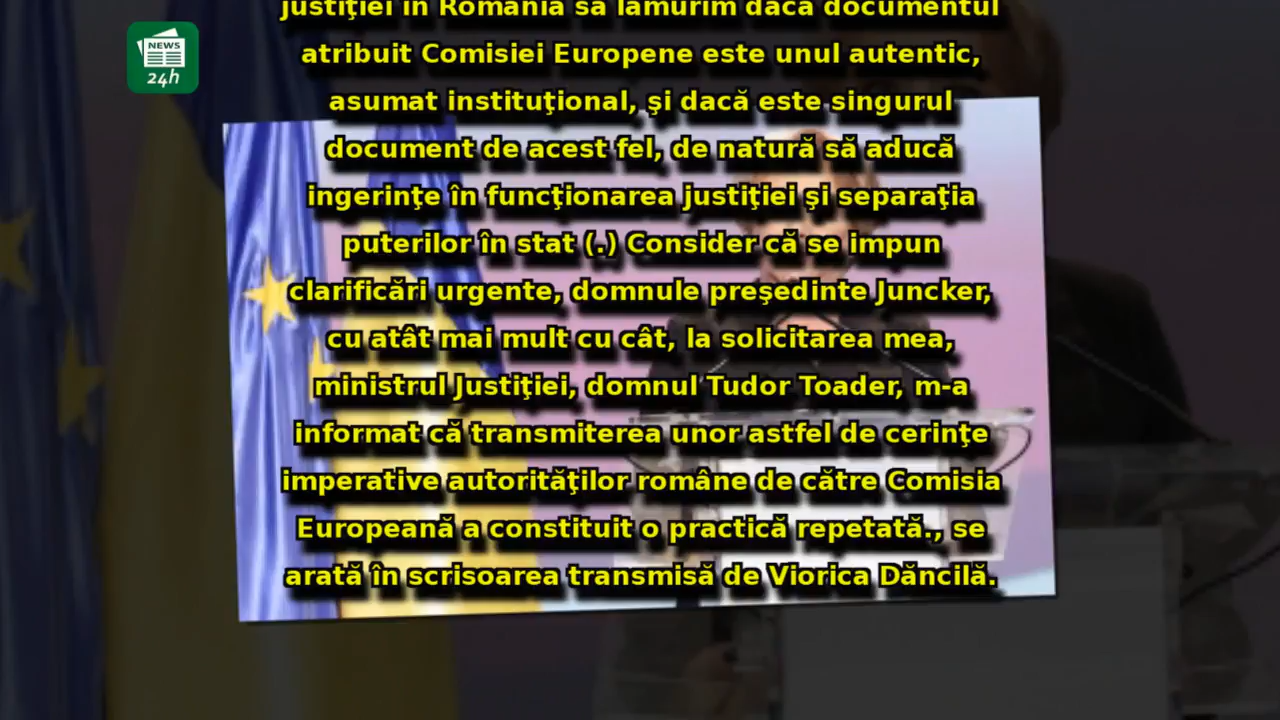 NEWS
24h
justiţiei în România să lămurim dacă documentul
atribuit Comisiei Europene este unul autentic,
asumat instituţional, şi dacă este singurul
document de acest fel, de natură să aducă
ingerinţe în funcţionarea justiţiei şi separaţia
puterilor în stat (.) Consider că se impun
clarificări urgente, domnule preşedinte Juncker,
cu atât mai mult cu cât, la solicitarea mea,
ministrul Justiţiei, domnul Tudor Toader, m-a
informat că transmiterea unor astfel de cerinţe
imperative autorităţilor române de către Comisia
Europeană a constituit o practică repetată., se
arată în scrisoarea transmisă de Viorica Dăncilă.